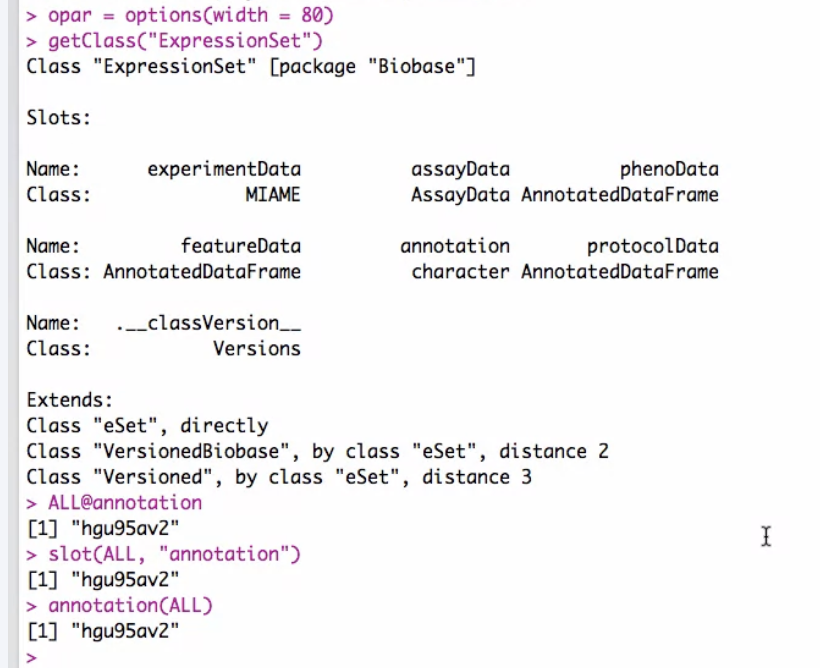 > opar = options(width = 80)
> getClass("ExpressionSet")
Class "ExpressionSet" [package "Biobase"]
Slots:
Name: experimentData assayData phenoData
Class: MIAME AssayData AnnotatedDataFrame
Name: featureData annotation protocolData
Class: AnnotatedDataFrame character AnnotatedDataFrame
Name: .__classVersion__
Class: Versions
Extends:
Class "eSet", directly
Class "VersionedBiobase", by class "eSet", distance 2
Class "Versioned", by class "eSet", distance 3
> ALL@annotation
[1] "hgu95av2"
> slot(ALL, "annotation")
[1] "hgu95av2"
> annotation(ALL)
[1] "hgu95av2"
>